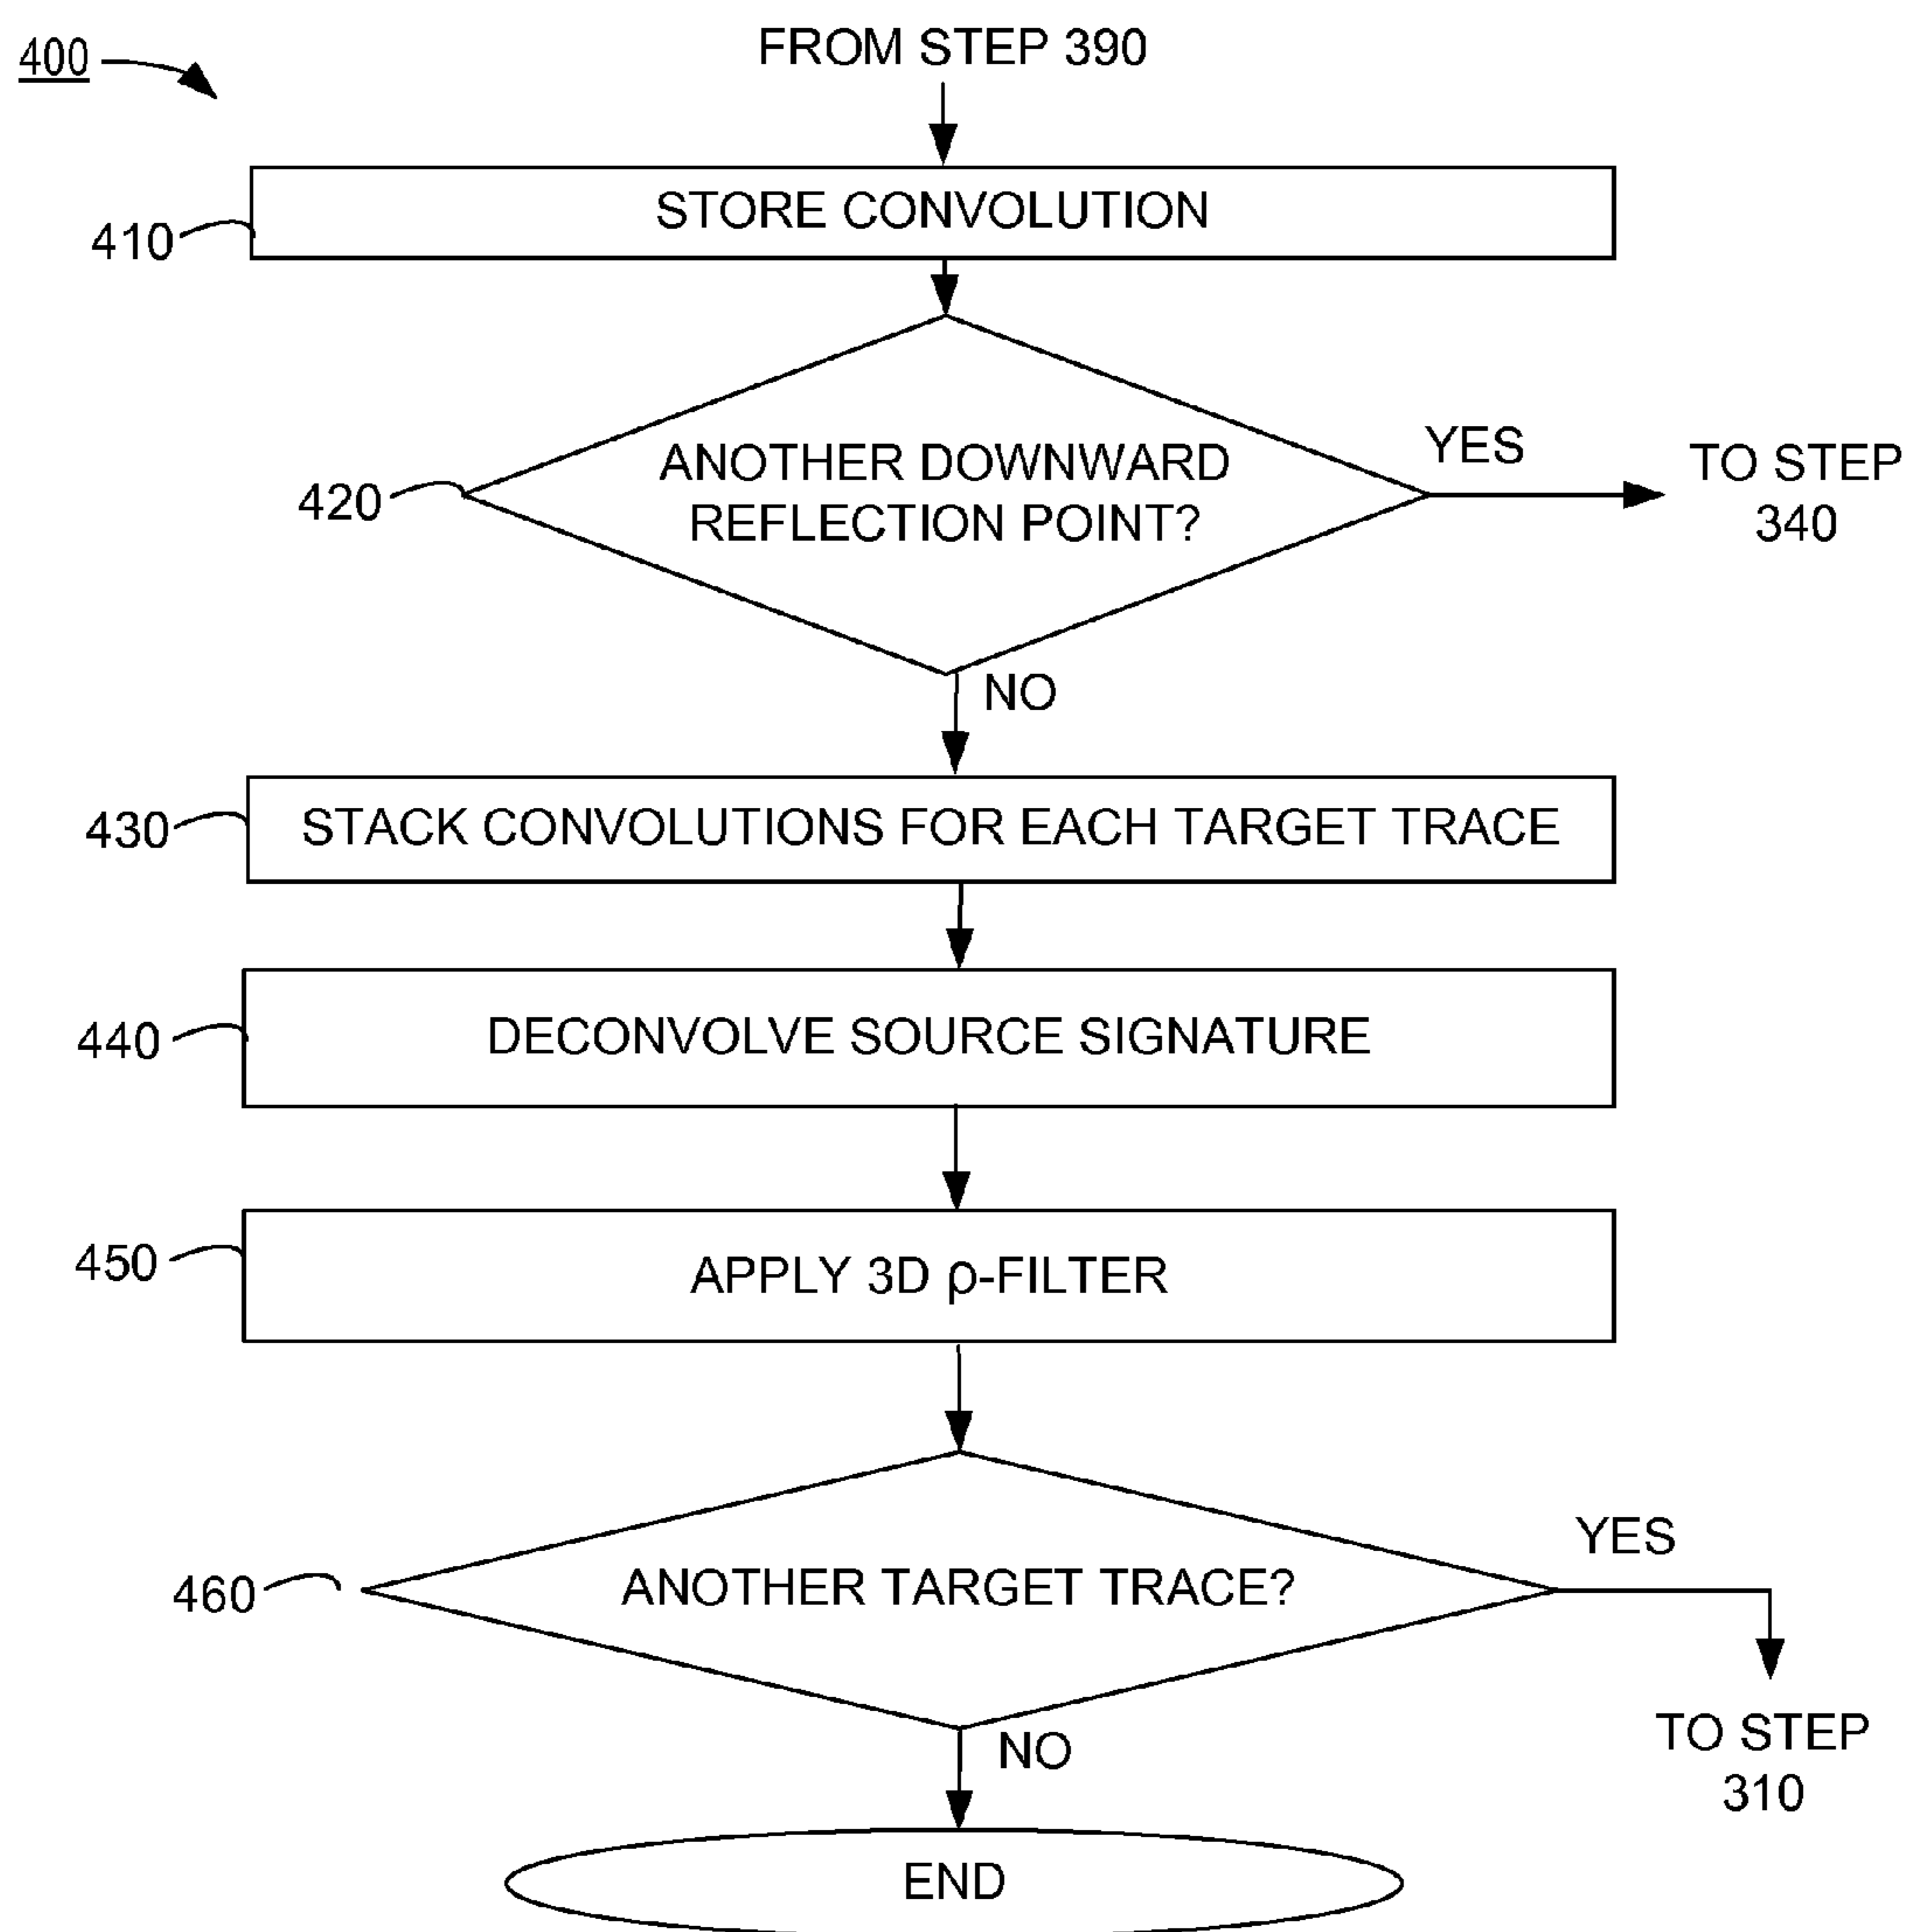 400
FROM STEP 390
STORE CONVOLUTION
410
ANOTHER DOWNWARD
REFLECTION POINT?
420
YES
TO STEP
340
NO
STACK CONVOLUTIONS FOR EACH TARGET TRACE
430
DECONVOLVE SOURCE SIGNATURE
440
APPLY 3D ρ-FILTER
450
ANOTHER TARGET TRACE?
460
YES
TO STEP
310
NO
END